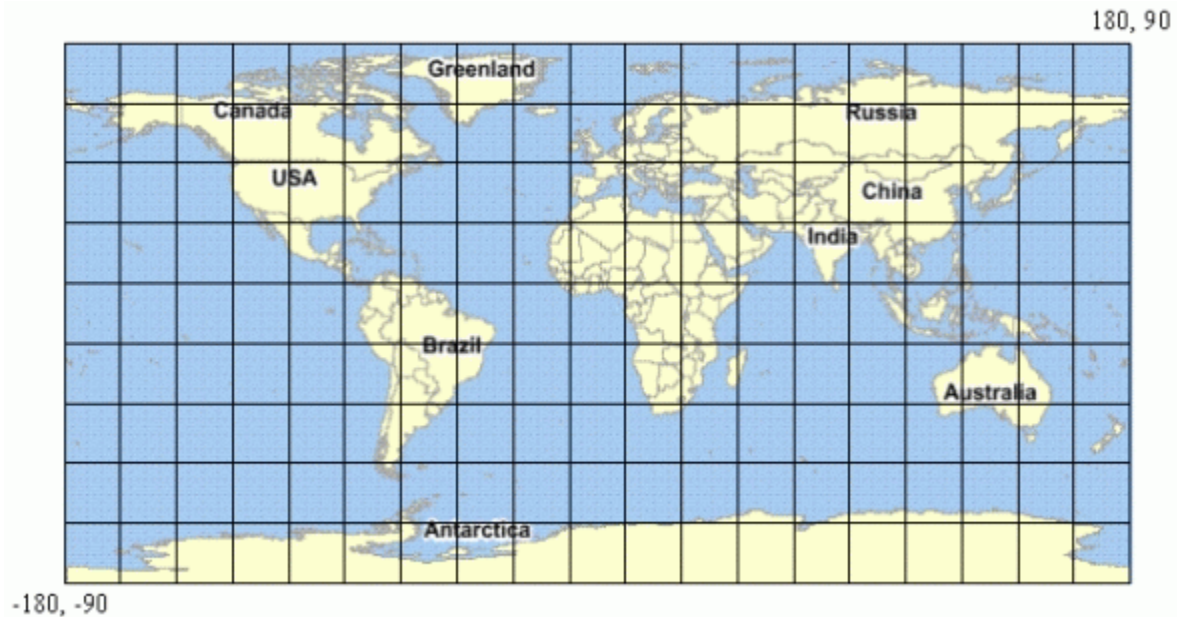 180, 90
Greenland
Canada
Russia
USA
China
India
Brazil
Australia
Antarctica
-180, -90